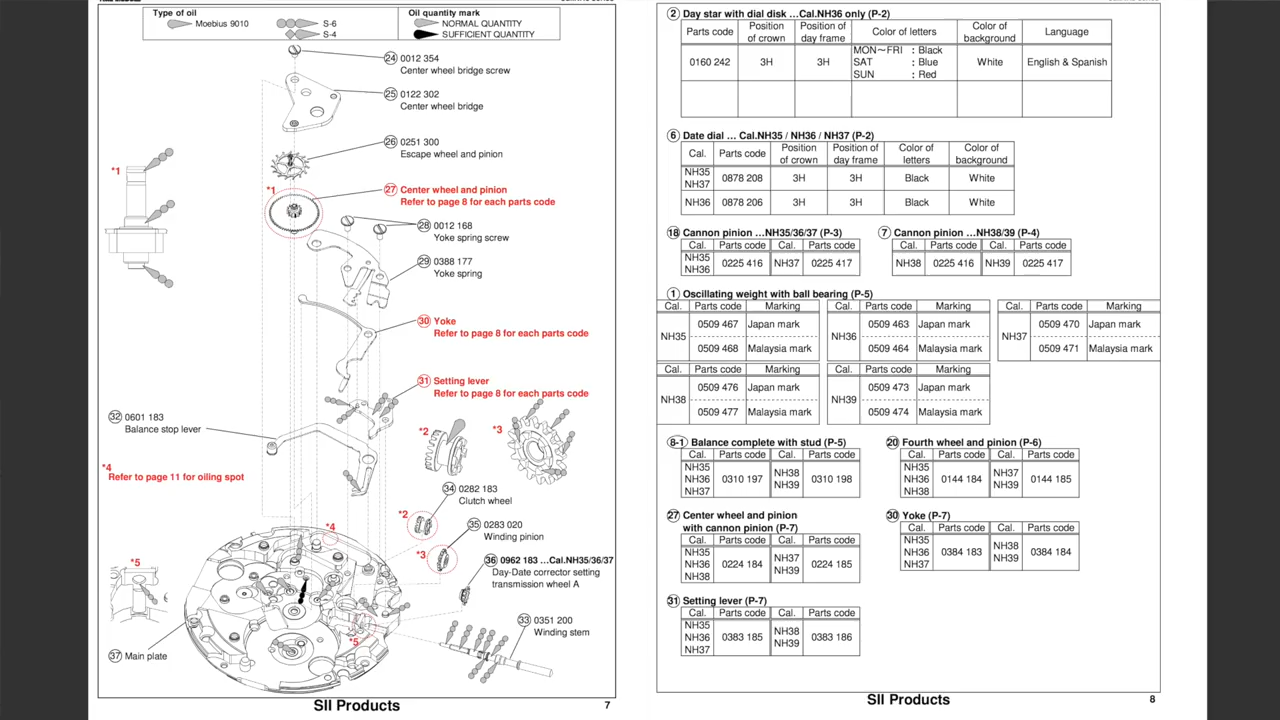 Type of oil
Oil quantity mark
Moebius 9010
S-6
S-4
NORMAL QUANTITY
SUFFICIENT QUANTITY
24 0012 354
Center wheel bridge screw
25 0122 302
Center wheel bridge
26 0251 300
Escape wheel and pinion
*1
*1
27 Center wheel and pinion
Refer to page 8 for each parts code
28 0012 168
Yoke spring screw
29 0388 177
Yoke spring
30 Yoke
Refer to page 8 for each parts code
31 Setting lever
Refer to page 8 for each parts code
32 0601 183
Balance stop lever
*2
*3
*4
Refer to page 11 for oiling spot
34 0282 183
Clutch wheel
*2
35 0283 020
Winding pinion
*4
*3
*5
36 0962 183 ...Cal.NH35/36/37
Day-Date corrector setting
transmission wheel A
33 0351 200
Winding stem
*5
37 Main plate
SII Products
7
2 Day star with dial disk ...Cal.NH36 only (P-2)
Parts code Position of crown Position of day frame Color of letters Color of background Language
0160 242 3H 3H MON～FRI : Black White English & Spanish
SAT : Blue
SUN : Red
6 Date dial ... Cal.NH35 / NH36 / NH37 (P-2)
Cal. Parts code Position of crown Position of day frame Color of letters Color of background
NH35 NH37 0878 208 3H 3H Black White
NH36 0878 206 3H 3H Black White
18 Cannon pinion ...NH35/36/37 (P-3)
Cal. Parts code Cal. Parts code
NH35 NH36 0225 416 NH37 0225 417
7 Cannon pinion ...NH38/39 (P-4)
Cal. Parts code Cal. Parts code
NH38 0225 416 NH39 0225 417
1 Oscillating weight with ball bearing (P-5)
Cal. Parts code Marking Cal. Parts code Marking Cal. Parts code Marking
NH35 0509 467 Japan mark NH36 0509 463 Japan mark NH37 0509 470 Japan mark
0509 468 Malaysia mark 0509 464 Malaysia mark 0509 471 Malaysia mark
Cal. Parts code Marking Cal. Parts code Marking
NH38 0509 476 Japan mark NH39 0509 473 Japan mark
0509 477 Malaysia mark 0509 474 Malaysia mark
8-1 Balance complete with stud (P-5)
Cal. Parts code Cal. Parts code
NH35 NH36 NH37 0310 197 NH38 NH39 0310 198
20 Fourth wheel and pinion (P-6)
Cal. Parts code Cal. Parts code
NH35 NH36 NH38 0144 184 NH37 NH39 0144 185
27 Center wheel and pinion
with cannon pinion (P-7)
Cal. Parts code Cal. Parts code
NH35 NH36 NH38 0224 184 NH37 NH39 0224 185
30 Yoke (P-7)
Cal. Parts code Cal. Parts code
NH35 NH36 NH37 0384 183 NH38 NH39 0384 184
31 Setting lever (P-7)
Cal. Parts code Cal. Parts code
NH35 NH36 NH37 0383 185 NH38 NH39 0383 186
SII Products
8